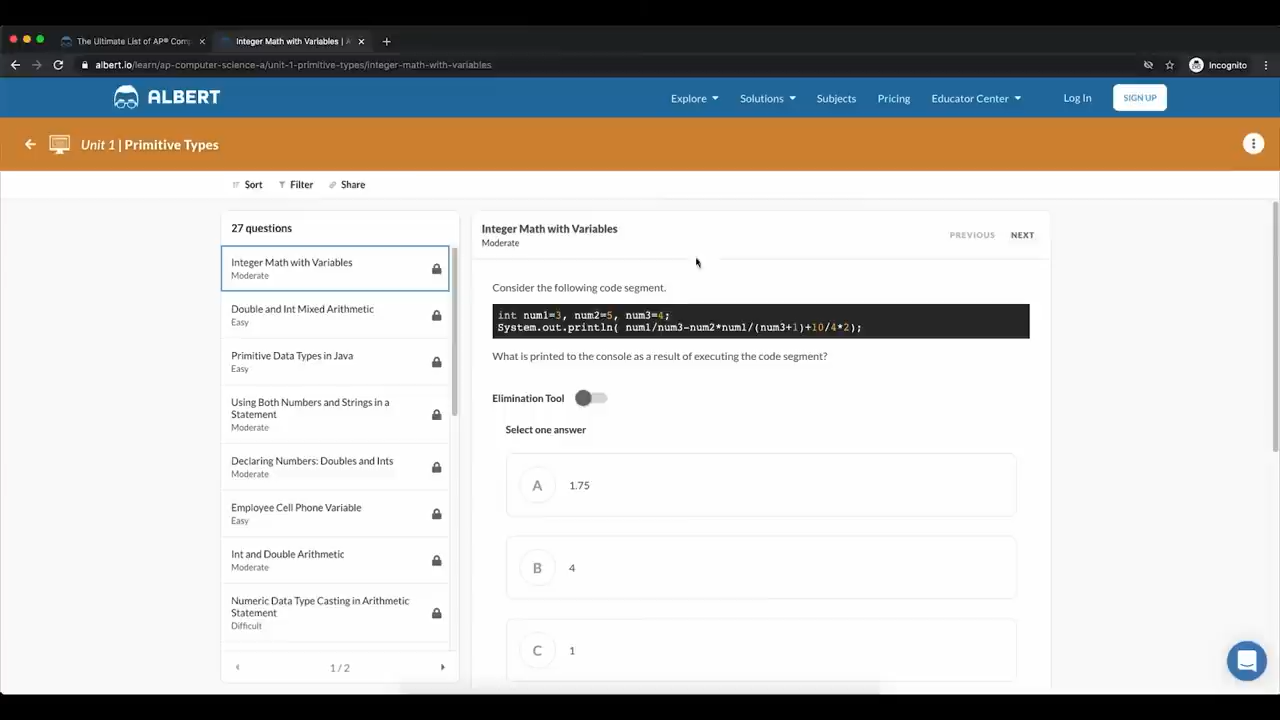 The Ultimate List of AP® Com
Integer Math with Variables | A
albert.io/learn/ap-computer-science-a/unit-1-primitive-types/integer-math-with-variables
Incognito
ALBERT
Explore
Solutions
Subjects
Pricing
Educator Center
Log In
SIGN UP
Unit 1 | Primitive Types
Sort
Filter
Share
27 questions
Integer Math with Variables
Moderate
Double and Int Mixed Arithmetic
Easy
Primitive Data Types in Java
Easy
Using Both Numbers and Strings in a
Statement
Moderate
Declaring Numbers: Doubles and Ints
Moderate
Employee Cell Phone Variable
Easy
Int and Double Arithmetic
Moderate
Numeric Data Type Casting in Arithmetic
Statement
Difficult
1 / 2
Integer Math with Variables
Moderate
PREVIOUS
NEXT
Consider the following code segment.
int num1=3, num2=5, num3=4;
System.out.println( num1/num3-num2*num1/(num3+1)+10/4*2);
What is printed to the console as a result of executing the code segment?
Elimination Tool
Select one answer
A 1.75
B 4
C 1